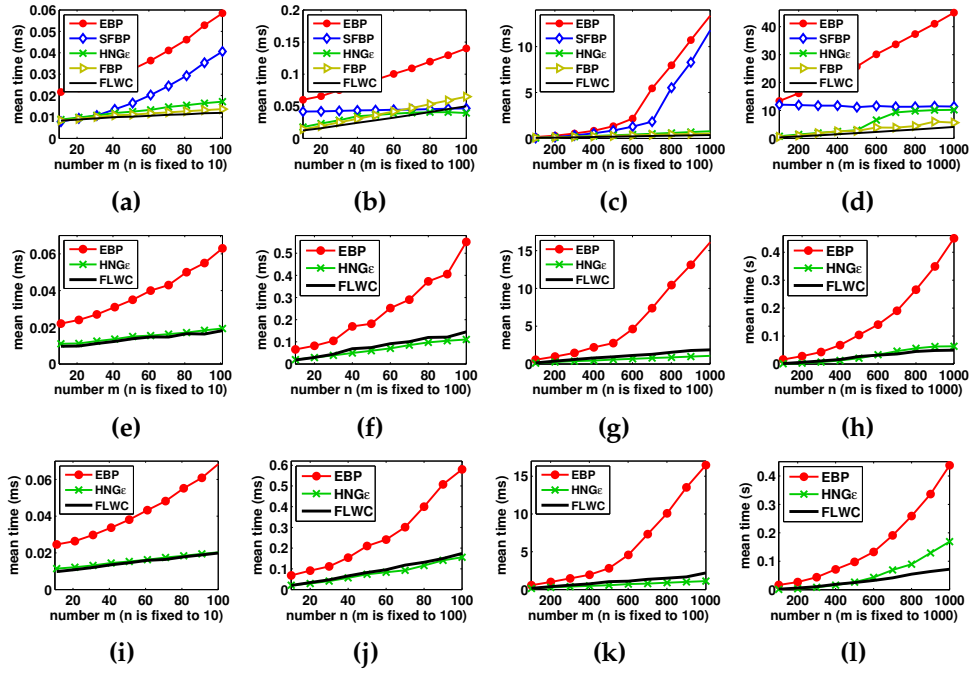 0.06
0.05
0.04
0.03
0.02
0.01
0
mean time (ms)
EBP
SFBP
HNGε
FBP
FLWC
20 40 60 80 100
number m (n is fixed to 10)
(a)
0.2
0.15
0.1
0.05
0
mean time (ms)
EBP
SFBP
HNGε
FBP
FLWC
20 40 60 80 100
number n (m is fixed to 100)
(b)
10
5
0
mean time (ms)
EBP
SFBP
HNGε
FBP
FLWC
200 400 600 800 1000
number m (n is fixed to 100)
(c)
40
30
20
10
0
mean time (ms)
EBP
SFBP
HNGε
FBP
FLWC
200 400 600 800 1000
number n (m is fixed to 1000)
(d)
0.06
0.04
0.02
0
mean time (ms)
EBP
HNGε
FLWC
20 40 60 80 100
number m (n is fixed to 10)
(e)
0.5
0.4
0.3
0.2
0.1
0
mean time (ms)
EBP
HNGε
FLWC
20 40 60 80 100
number n (m is fixed to 100)
(f)
15
10
5
0
mean time (ms)
EBP
HNGε
FLWC
200 400 600 800 1000
number m (n is fixed to 100)
(g)
0.4
0.3
0.2
0.1
0
mean time (s)
EBP
HNGε
FLWC
200 400 600 800 1000
number n (m is fixed to 1000)
(h)
0.06
0.04
0.02
0
mean time (ms)
EBP
HNGε
FLWC
20 40 60 80 100
number m (n is fixed to 10)
(i)
0.6
0.5
0.4
0.3
0.2
0.1
0
mean time (ms)
EBP
HNGε
FLWC
20 40 60 80 100
number n (m is fixed to 100)
(j)
15
10
5
0
mean time (ms)
EBP
HNGε
FLWC
200 400 600 800 1000
number m (n is fixed to 100)
(k)
0.4
0.3
0.2
0.1
0
mean time (s)
EBP
HNGε
FLWC
200 400 600 800 1000
number n (m is fixed to 1000)
(l)